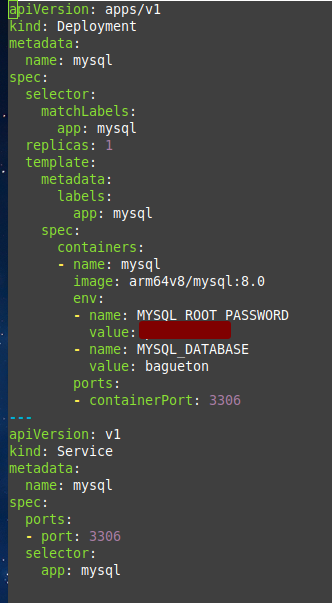 apiVersion: apps/v1
kind: Deployment
metadata:
  name: mysql
spec:
  selector:
    matchLabels:
      app: mysql
  replicas: 1
  template:
    metadata:
      labels:
        app: mysql
    spec:
      containers:
      - name: mysql
        image: arm64v8/mysql:8.0
        env:
        - name: MYSQL_ROOT_PASSWORD
          value:
        - name: MYSQL_DATABASE
          value: bagueton
        ports:
        - containerPort: 3306
---
apiVersion: v1
kind: Service
metadata:
  name: mysql
spec:
  ports:
  - port: 3306
  selector:
    app: mysql